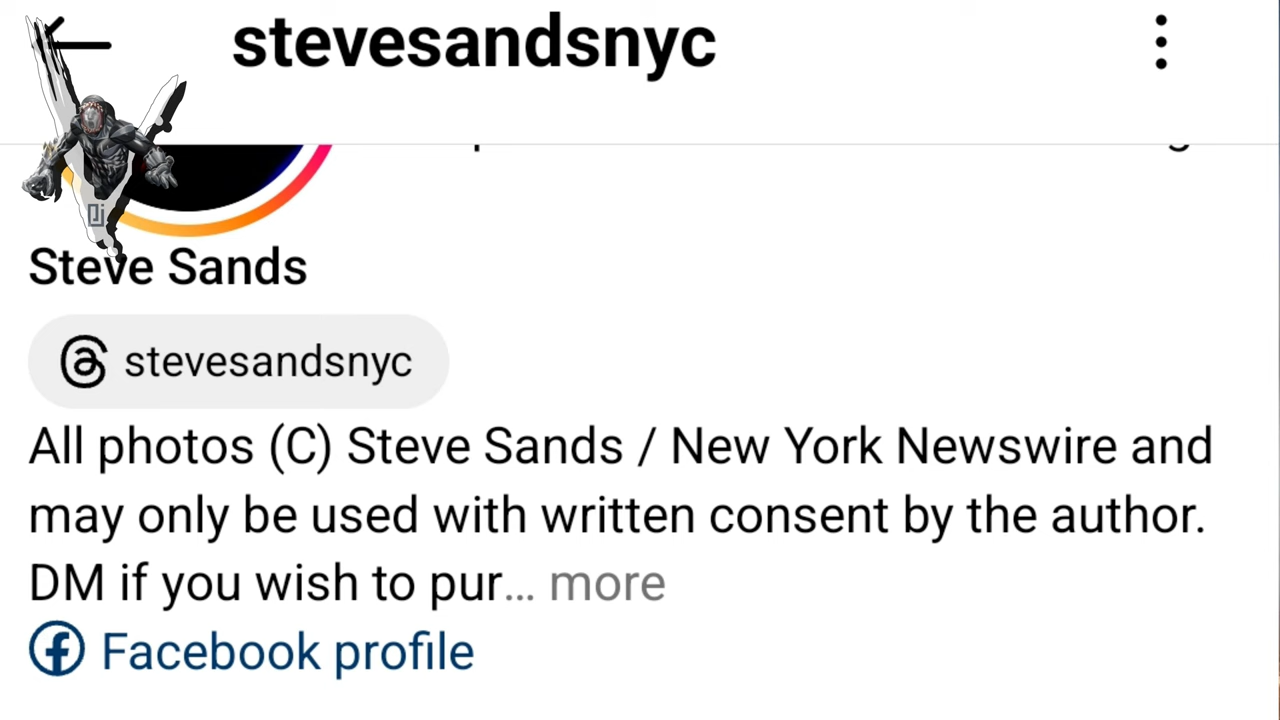 stevesandsnyc
Steve Sands
stevesandsnyc
All photos (C) Steve Sands / New York Newswire and
may only be used with written consent by the author.
DM if you wish to pur... more
Facebook profile